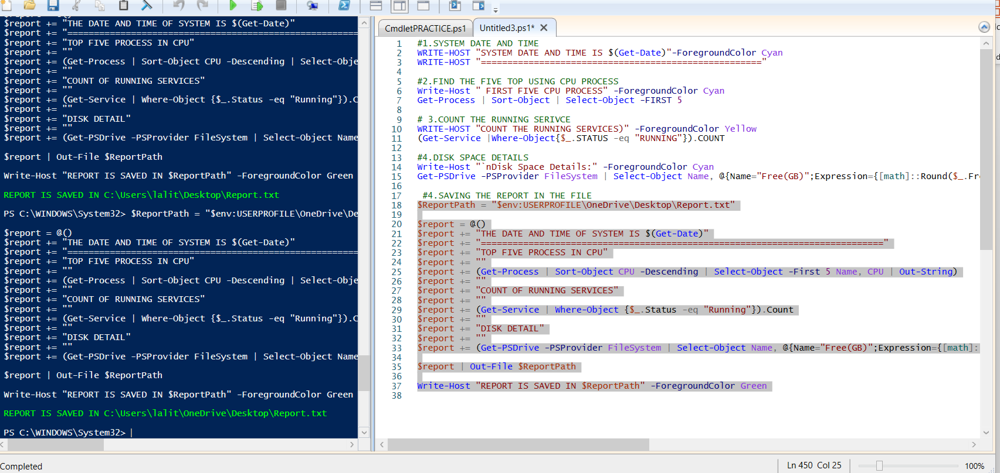 $report += "THE DATE AND TIME OF SYSTEM IS $(Get-Date)"
$report += "=======================================================
$report += "TOP FIVE PROCESS IN CPU"
$report += ""
$report += (Get-Process | Sort-Object CPU -Descending | Select-Obje
$report += ""
$report += "COUNT OF RUNNING SERVICES"
$report += ""
$report += (Get-Service | Where-Object {$_.Status -eq "Running"}).C
$report += ""
$report += "DISK DETAIL"
$report += ""
$report += (Get-PSDrive -PSProvider FileSystem | Select-Object Name
$report | Out-File $ReportPath
Write-Host "REPORT IS SAVED IN $ReportPath" -ForegroundColor Green
REPORT IS SAVED IN C:\Users\lalit\Desktop\Report.txt
PS C:\WINDOWS\System32> $ReportPath = "$env:USERPROFILE\OneDrive\De
$report = @()
$report += "THE DATE AND TIME OF SYSTEM IS $(Get-Date)"
$report += "=======================================================
$report += "TOP FIVE PROCESS IN CPU"
$report += ""
$report += (Get-Process | Sort-Object CPU -Descending | Select-Obje
$report += ""
$report += "COUNT OF RUNNING SERVICES"
$report += ""
$report += (Get-Service | Where-Object {$_.Status -eq "Running"}).C
$report += ""
$report += "DISK DETAIL"
$report += ""
$report += (Get-PSDrive -PSProvider FileSystem | Select-Object Name
$report | Out-File $ReportPath
Write-Host "REPORT IS SAVED IN $ReportPath" -ForegroundColor Green
REPORT IS SAVED IN C:\Users\lalit\OneDrive\Desktop\Report.txt
PS C:\WINDOWS\System32>
CmdletPRACTICE.ps1 Untitled3.ps1*
1 #1.SYSTEM DATE AND TIME
2 WRITE-HOST "SYSTEM DATE AND TIME IS $(Get-Date)"-ForegroundColor Cyan
3 WRITE-HOST "====================================================="
4
5 #2.FIND THE FIVE TOP USING CPU PROCESS
6 Write-Host " FIRST FIVE CPU PROCESS" -ForegroundColor Cyan
7 Get-Process | Sort-Object | Select-Object -FIRST 5
8
9 # 3.COUNT THE RUNNING SERIVCE
10 WRITE-HOST "COUNT THE RUNNING SERVICES)" -ForegroundColor Yellow
11 (Get-Service |Where-Object{$_.STATUS -eq "RUNNING"}).COUNT
12
13 #4.DISK SPACE DETAILS
14 Write-Host "`nDisk Space Details:" -ForegroundColor Cyan
15 Get-PSDrive -PSProvider FileSystem | Select-Object Name, @{Name="Free(GB)";Expression={[math]::Round($_.Fr
16
17 #4.SAVING THE REPORT IN THE FILE
18 $ReportPath = "$env:USERPROFILE\OneDrive\Desktop\Report.txt"
19
20 $report = @()
21 $report += "THE DATE AND TIME OF SYSTEM IS $(Get-Date)"
22 $report += "============================================================================"
23 $report += "TOP FIVE PROCESS IN CPU"
24 $report += ""
25 $report += (Get-Process | Sort-Object CPU -Descending | Select-Object -First 5 Name, CPU | Out-String)
26 $report += ""
27 $report += "COUNT OF RUNNING SERVICES"
28 $report += ""
29 $report += (Get-Service | Where-Object {$_.Status -eq "Running"}).Count
30 $report += ""
31 $report += "DISK DETAIL"
32 $report += ""
33 $report += (Get-PSDrive -PSProvider FileSystem | Select-Object Name, @{Name="Free(GB)";Expression={[math]:
34
35 $report | Out-File $ReportPath
36
37 Write-Host "REPORT IS SAVED IN $ReportPath" -ForegroundColor Green
38
Completed
Ln 450 Col 25
100%